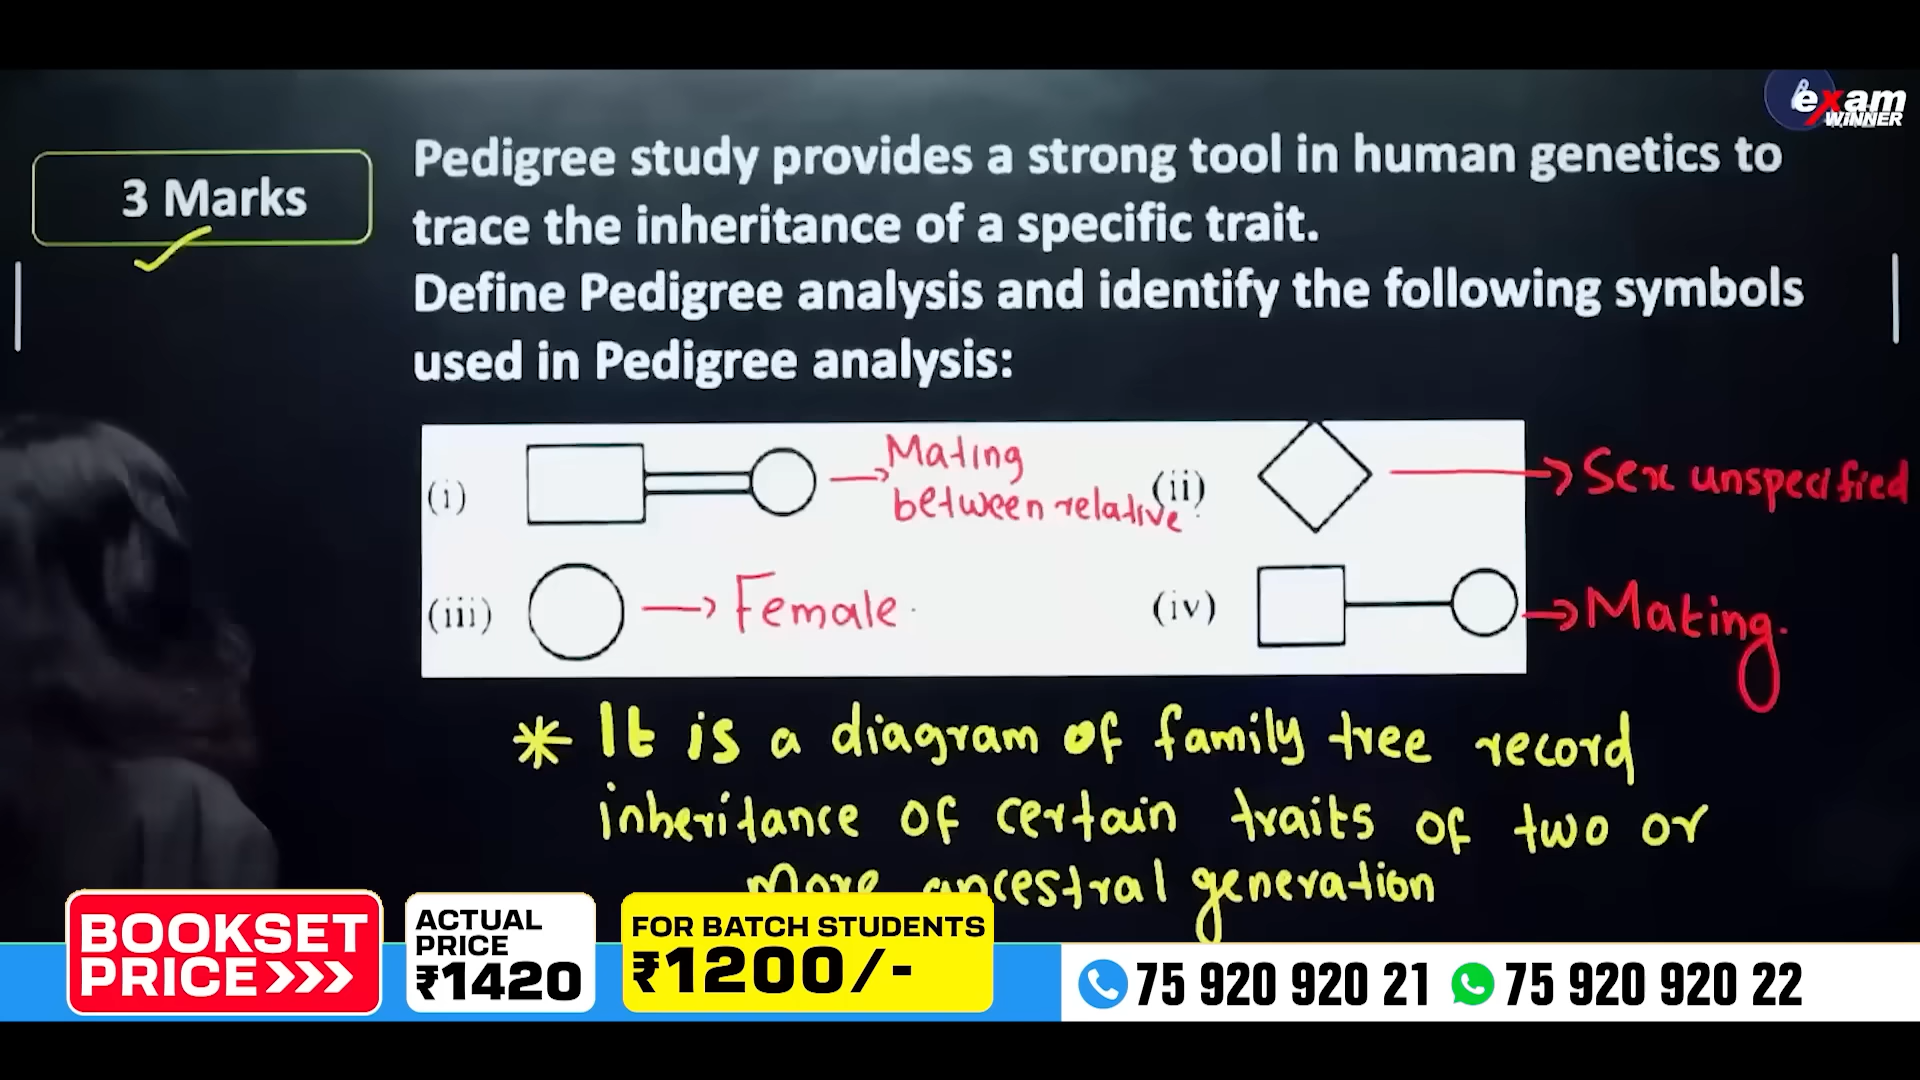 exam
WINNER
3 Marks
Pedigree study provides a strong tool in human genetics to
trace the inheritance of a specific trait.
Define Pedigree analysis and identify the following symbols
used in Pedigree analysis:
(i) Mating
between relative
(ii) Sex unspecified
(iii) Female
(iv) Mating.
* It is a diagram of family tree record
inheritance of certain traits of two or
more ancestral generation
BOOKSET
PRICE >>>
ACTUAL
PRICE
₹1420
FOR BATCH STUDENTS
₹1200/-
75 920 920 21
75 920 920 22